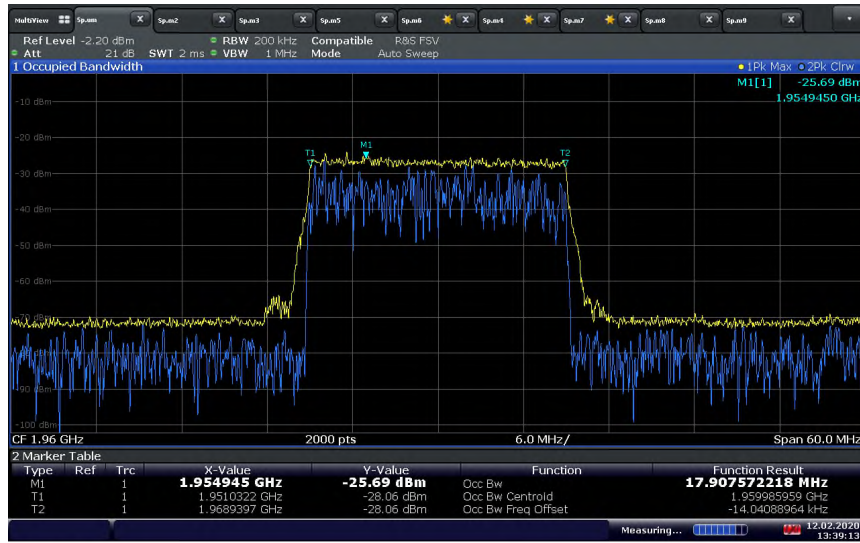 MultiView Sp.um X Sp.m2 X Sp.m3 X Sp.m5 X Sp.m6 X Sp.m4 X Sp.m7 X Sp.m8 X Sp.m9 X
Ref Level -2.20 dBm RBW 200 kHz Compatible R&S FSV
Att 21 dB SWT 2 ms VBW 1 MHz Mode Auto Sweep
1 Occupied Bandwidth 1Pk Max 2Pk Clrw
M1[1] -25.69 dBm
1.9549450 GHz
-10 dBm
-20 dBm
M1
T1 T2
-30 dBm
-40 dBm
-50 dBm
-60 dBm
-70 dBm
-90 dBm
-100 dBm
CF 1.96 GHz 2000 pts 6.0 MHz/ Span 60.0 MHz
2 Marker Table
Type Ref Trc X-Value Y-Value Function Function Result
M1 1 1.954945 GHz -25.69 dBm Occ Bw 17.907572218 MHz
T1 1 1.9510322 GHz -28.06 dBm Occ Bw Centroid 1.959985959 GHz
T2 1 1.9689397 GHz -28.06 dBm Occ Bw Freq Offset -14.04088964 kHz
Measuring... 12.02.2020
13:39:13